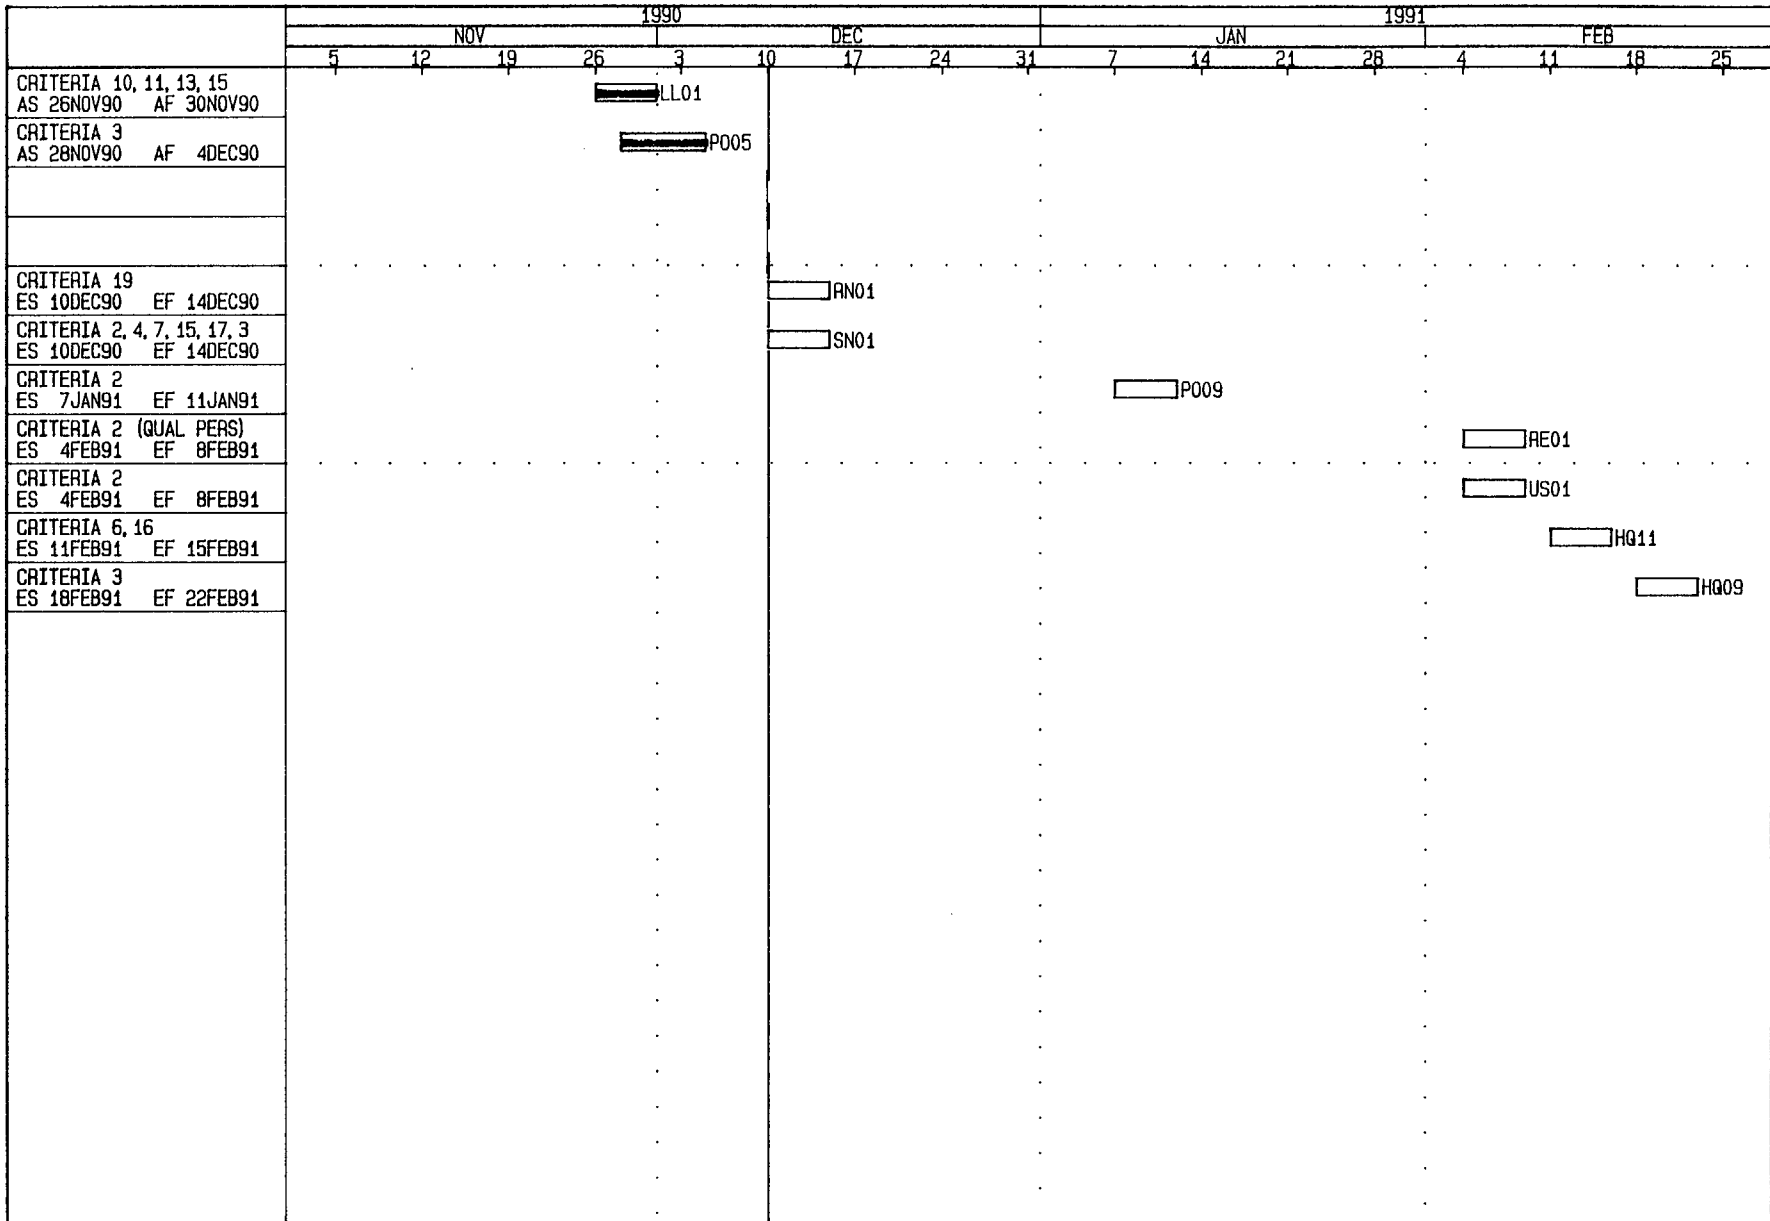 1990 1991
NOV DEC JAN FEB
5 12 19 26 3 10 17 24 31 7 14 21 28 4 11 18 25
CRITERIA 10, 11, 13, 15
AS 26NOV90 AF 30NOV90
LL01
CRITERIA 3
AS 28NOV90 AF 4DEC90
PO05
CRITERIA 19
ES 10DEC90 EF 14DEC90
RN01
CRITERIA 2, 4, 7, 15, 17, 3
ES 10DEC90 EF 14DEC90
SN01
CRITERIA 2
ES 7JAN91 EF 11JAN91
PO09
CRITERIA 2 (QUAL PERS)
ES 4FEB91 EF 8FEB91
RE01
CRITERIA 2
ES 4FEB91 EF 8FEB91
US01
CRITERIA 6, 16
ES 11FEB91 EF 15FEB91
HQ11
CRITERIA 3
ES 18FEB91 EF 22FEB91
HQ09